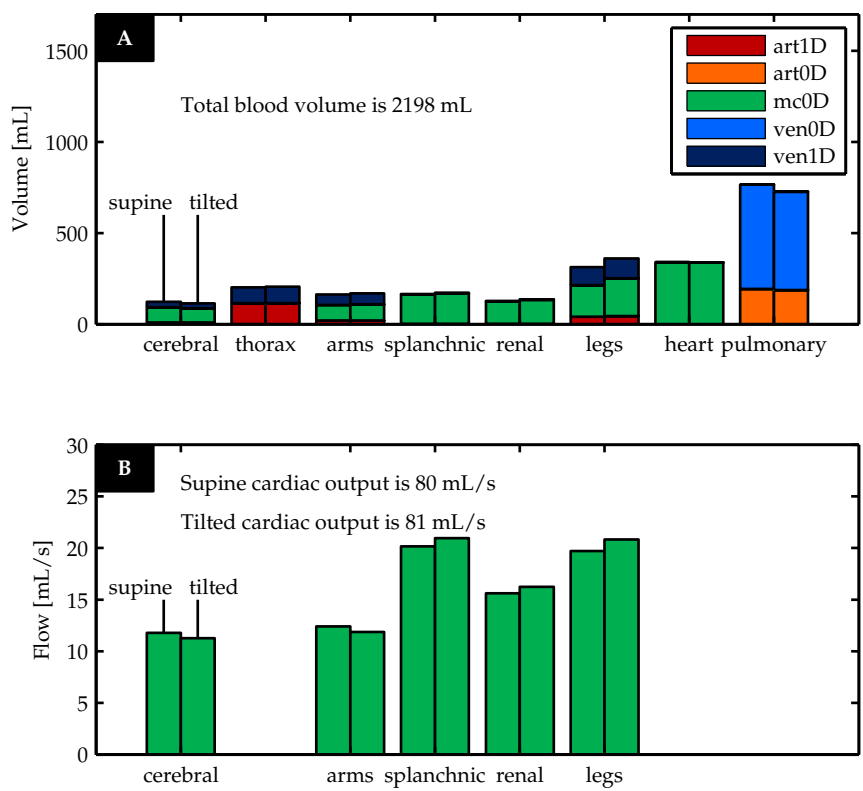 A
1500
1000
500
0
Volume [mL]
Total blood volume is 2198 mL
art1D
art0D
mc0D
ven0D
ven1D
supine tilted
cerebral thorax arms splanchnic renal legs heart pulmonary
B
30
25
20
15
10
5
0
Flow [mL/s]
Supine cardiac output is 80 mL/s
Tilted cardiac output is 81 mL/s
supine tilted
cerebral arms splanchnic renal legs